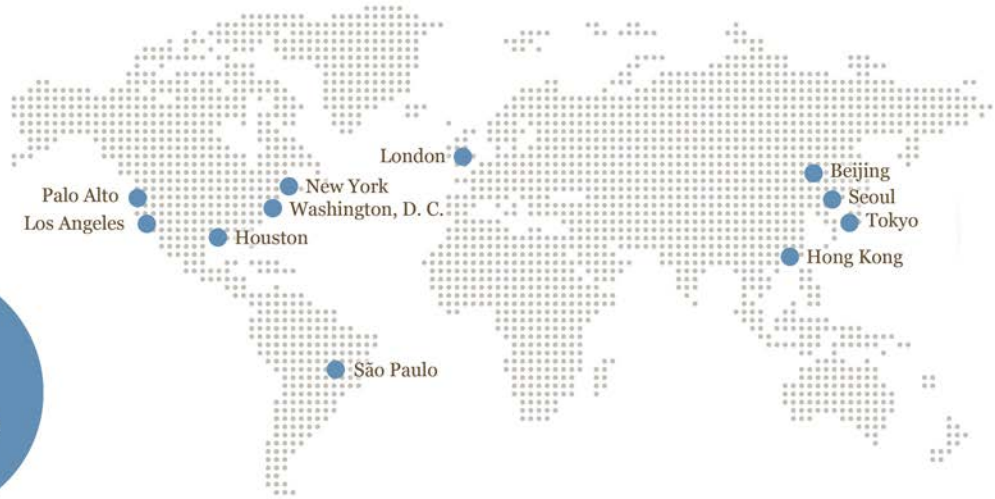 London
Beijing
Palo Alto
New York
Seoul
Washington, D. C.
Los Angeles
Tokyo
Houston
Hong Kong
São Paulo